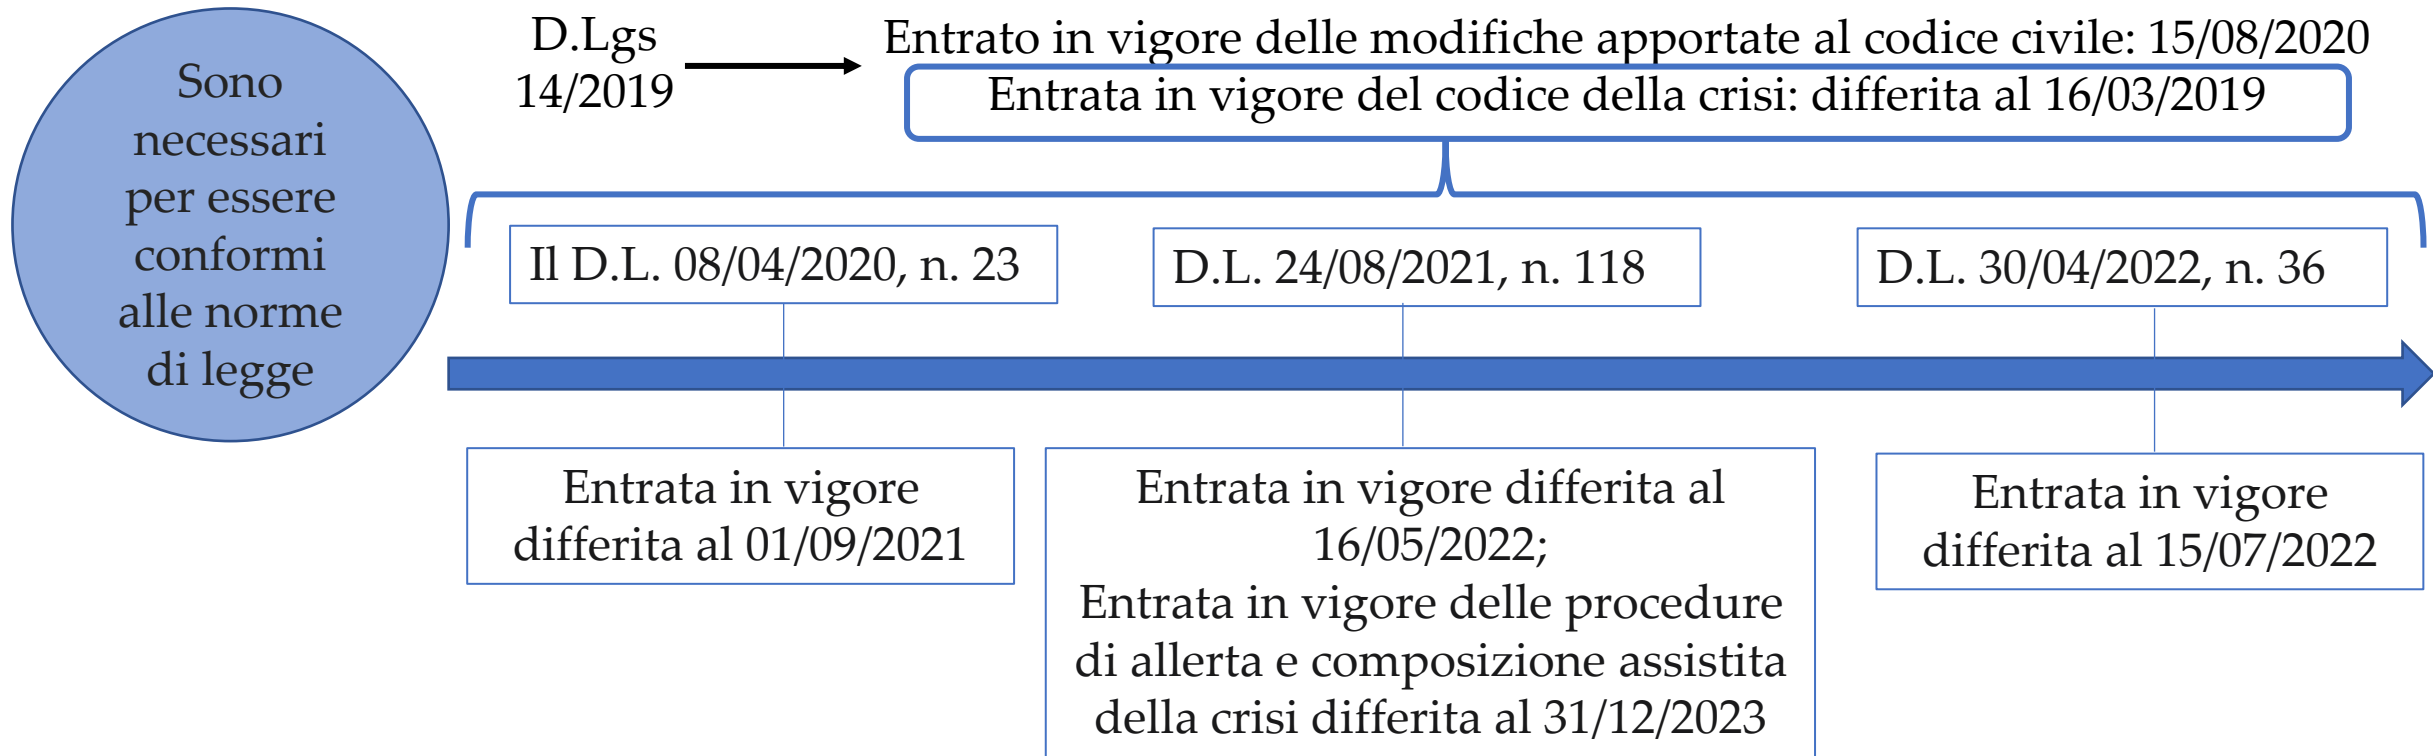 Sono
necessari
per essere
conformi
alle norme
di legge
D.Lgs
14/2019
Entrato in vigore delle modifiche apportate al codice civile: 15/08/2020
Entrata in vigore del codice della crisi: differita al 16/03/2019
Il D.L. 08/04/2020, n. 23
D.L. 24/08/2021, n. 118
D.L. 30/04/2022, n. 36
Entrata in vigore
differita al 01/09/2021
Entrata in vigore differita al
16/05/2022;
Entrata in vigore delle procedure
di allerta e composizione assistita
della crisi differita al 31/12/2023
Entrata in vigore
differita al 15/07/2022